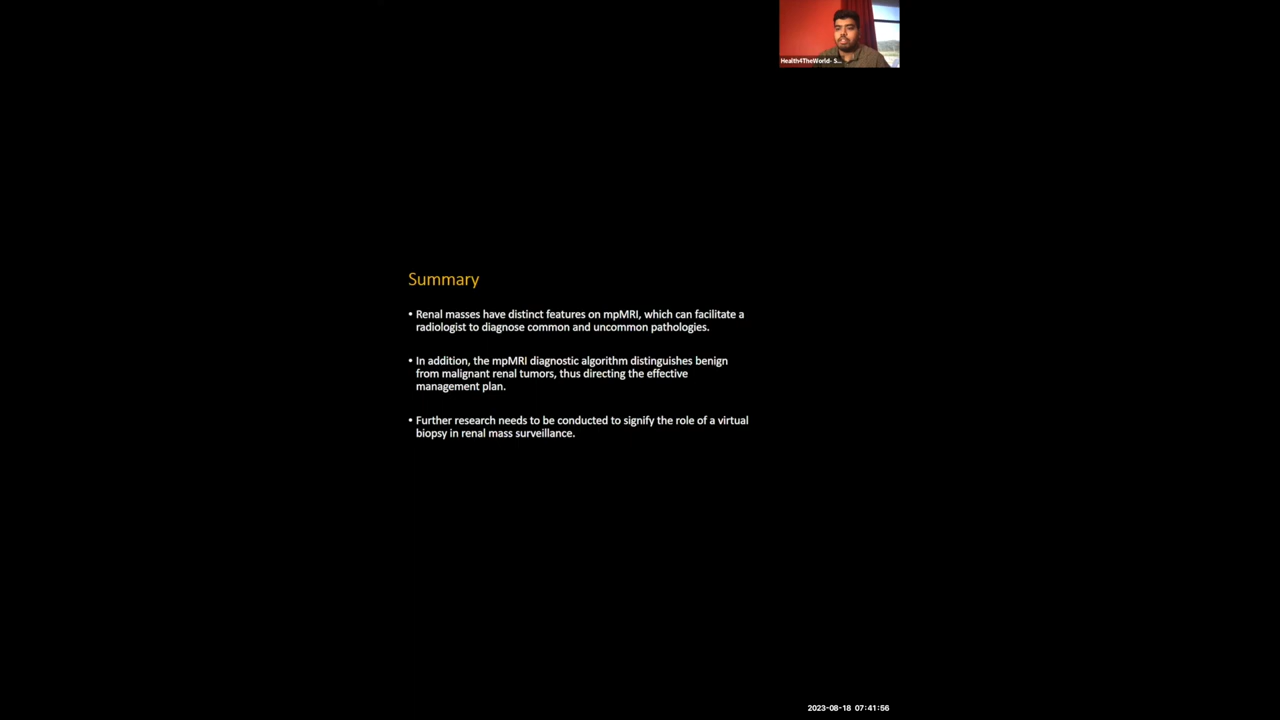 Health4TheWorld- S...
Summary
• Renal masses have distinct features on mpMRI, which can facilitate a
radiologist to diagnose common and uncommon pathologies.
• In addition, the mpMRI diagnostic algorithm distinguishes benign
from malignant renal tumors, thus directing the effective
management plan.
• Further research needs to be conducted to signify the role of a virtual
biopsy in renal mass surveillance.
2023-08-18 07:41:56